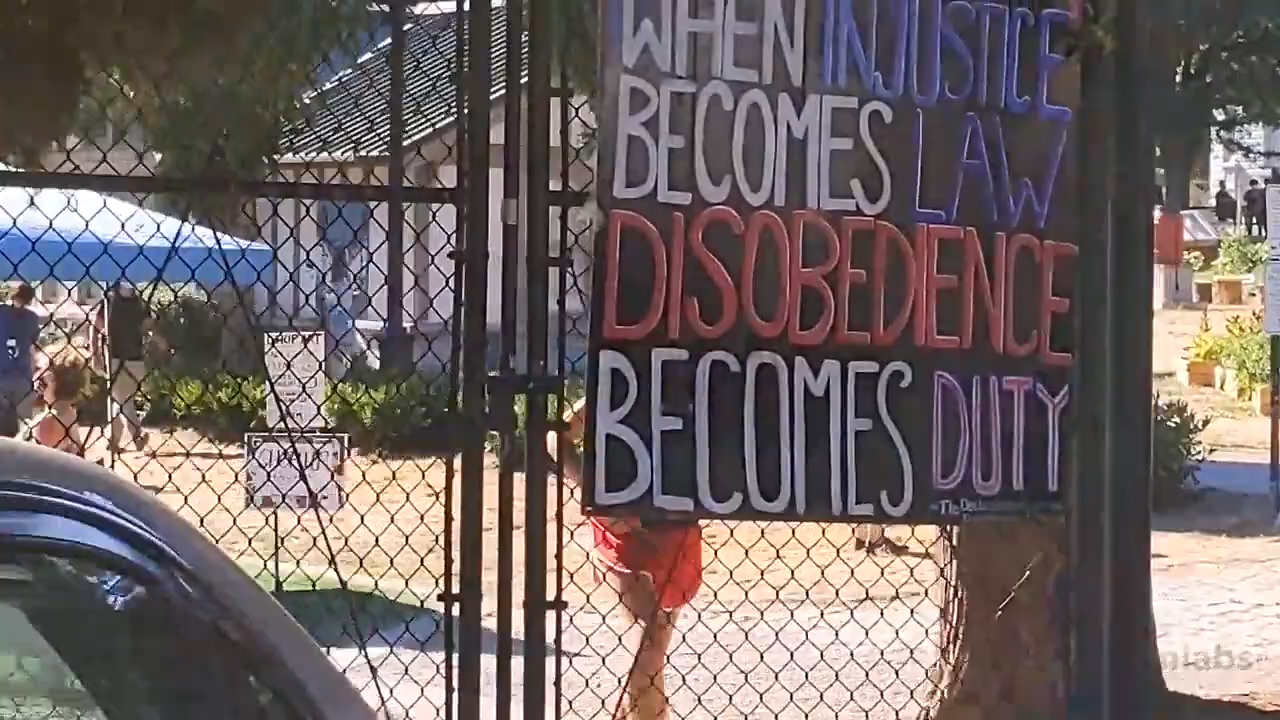 WHEN INJUSTICE
BECOMES LAW
DISOBEDIENCE
BECOMES DUTY